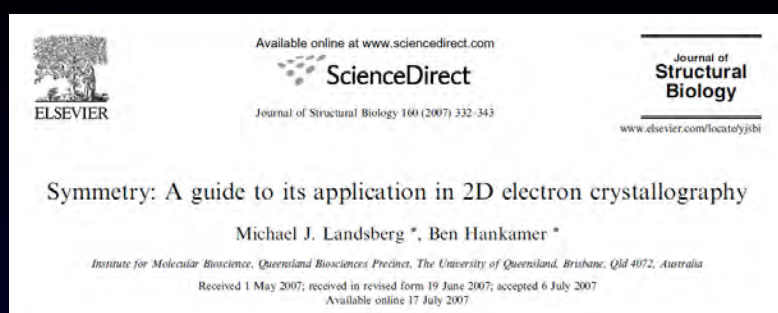 Available online at www.sciencedirect.com
ScienceDirect
ELSEVIER
Journal of Structural Biology 160 (2007) 332–343
Journal of
Structural
Biology
www.elsevier.com/locate/yjsbi
Symmetry: A guide to its application in 2D electron crystallography
Michael J. Landsberg *, Ben Hankamer *
Institute for Molecular Bioscience, Queensland Biosciences Precinct, The University of Queensland, Brisbane, Qld 4072, Australia
Received 1 May 2007; received in revised form 19 June 2007; accepted 6 July 2007
Available online 17 July 2007